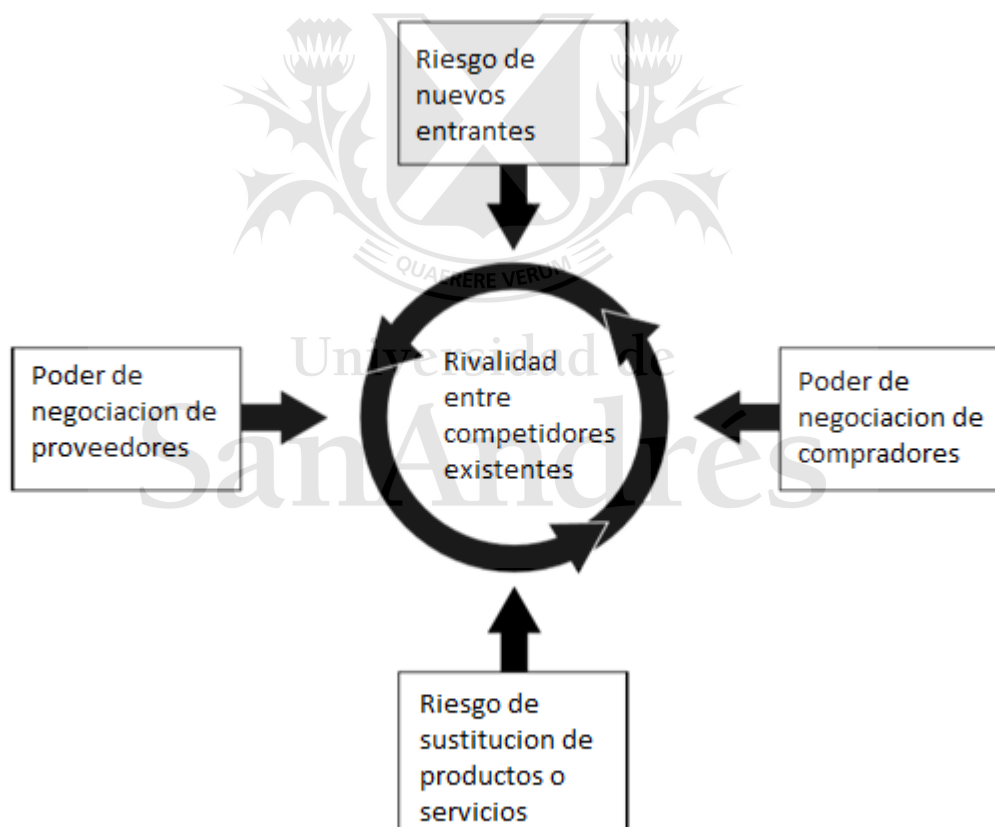 Riesgo de
nuevos
entrantes
QUAERERE VERUM
Universidad de
SanAndrés
Poder de
negociacion de
proveedores
Rivalidad
entre
competidores
existentes
Poder de
negociacion de
compradores
Riesgo de
sustitucion de
productos o
servicios